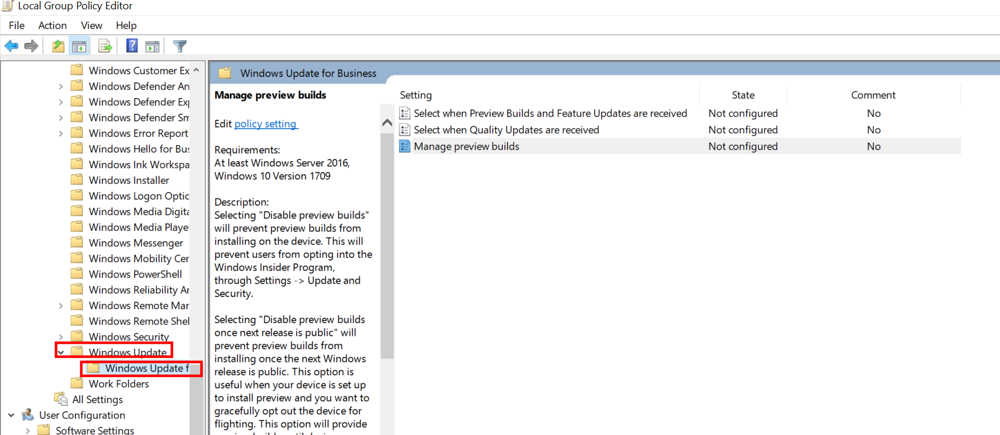 Local Group Policy Editor
File Action View Help
Windows Customer Ex
Windows Defender An
Windows Defender Exp
Windows Defender Sm
Windows Error Report
Windows Hello for Bus
Windows Ink Workspa
Windows Installer
Windows Logon Optic
Windows Media Digita
Windows Media Playe
Windows Messenger
Windows Mobility Cer
Windows PowerShell
Windows Reliability Ar
Windows Remote Mar
Windows Remote Shel
Windows Security
Windows Update
Windows Update f
Work Folders
All Settings
User Configuration
Software Settings
Windows Update for Business
Manage preview builds
Edit policy setting
Requirements:
At least Windows Server 2016,
Windows 10 Version 1709
Description:
Selecting "Disable preview builds"
will prevent preview builds from
installing on the device. This will
prevent users from opting into the
Windows Insider Program,
through Settings -> Update and
Security.
Selecting "Disable preview builds
once next release is public" will
prevent preview builds from
installing once the next Windows
release is public. This option is
useful when your device is set up
to install preview and you want to
gracefully opt out the device for
flighting. This option will provide
Setting State Comment
Select when Preview Builds and Feature Updates are received Not configured No
Select when Quality Updates are received Not configured No
Manage preview builds Not configured No